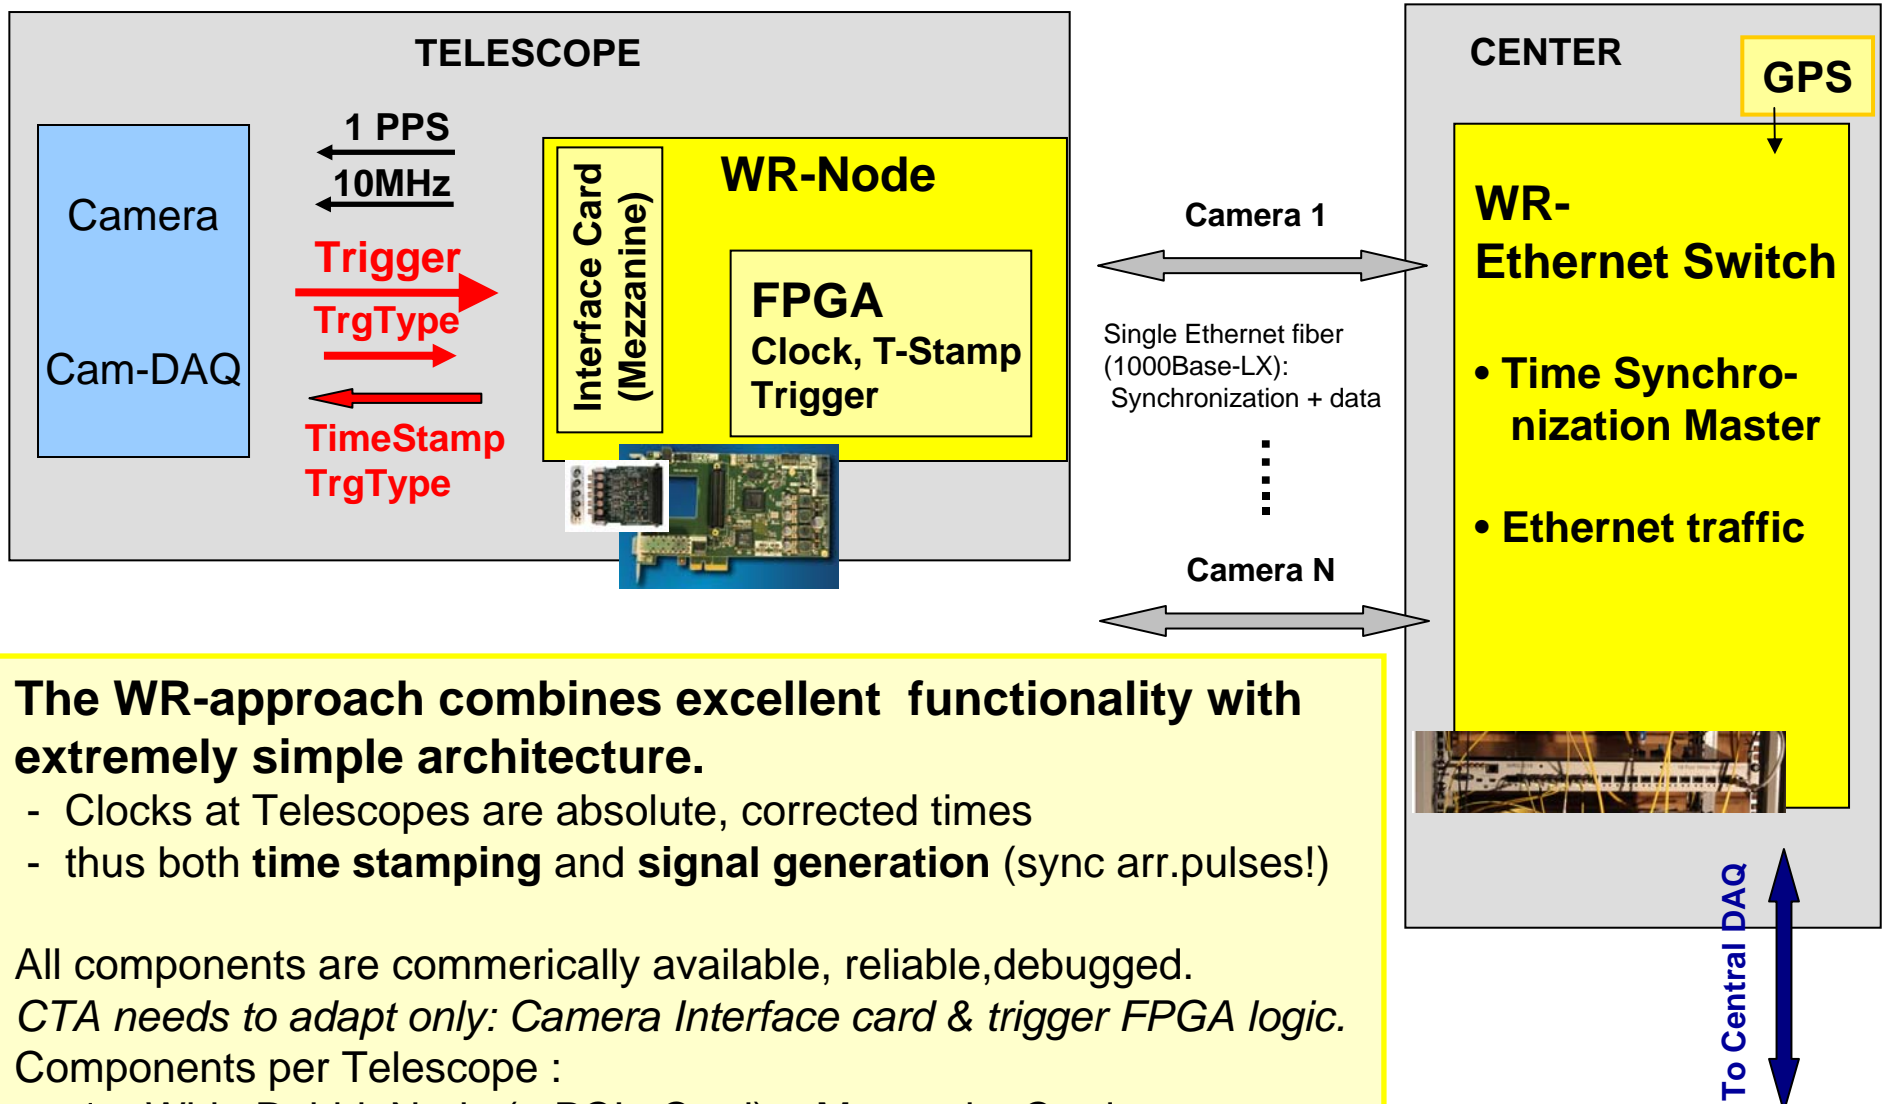 TELESCOPE
1 PPS
10MHz
Camera
Cam-DAQ
Trigger
TrgType
TimeStamp
TrgType
Interface Card
(Mezzanine)
WR-Node
FPGA
Clock, T-Stamp
Trigger
Camera 1
Single Ethernet fiber
(1000Base-LX):
Synchronization + data
Camera N
CENTER
GPS
WR-
Ethernet Switch
• Time Synchro-
nization Master
• Ethernet traffic
To Central DAQ
The WR-approach combines excellent functionality with
extremely simple architecture.
- Clocks at Telescopes are absolute, corrected times
- thus both time stamping and signal generation (sync arr.pulses!)
All components are commerically available, reliable,debugged.
CTA needs to adapt only: Camera Interface card & trigger FPGA logic.
Components per Telescope :